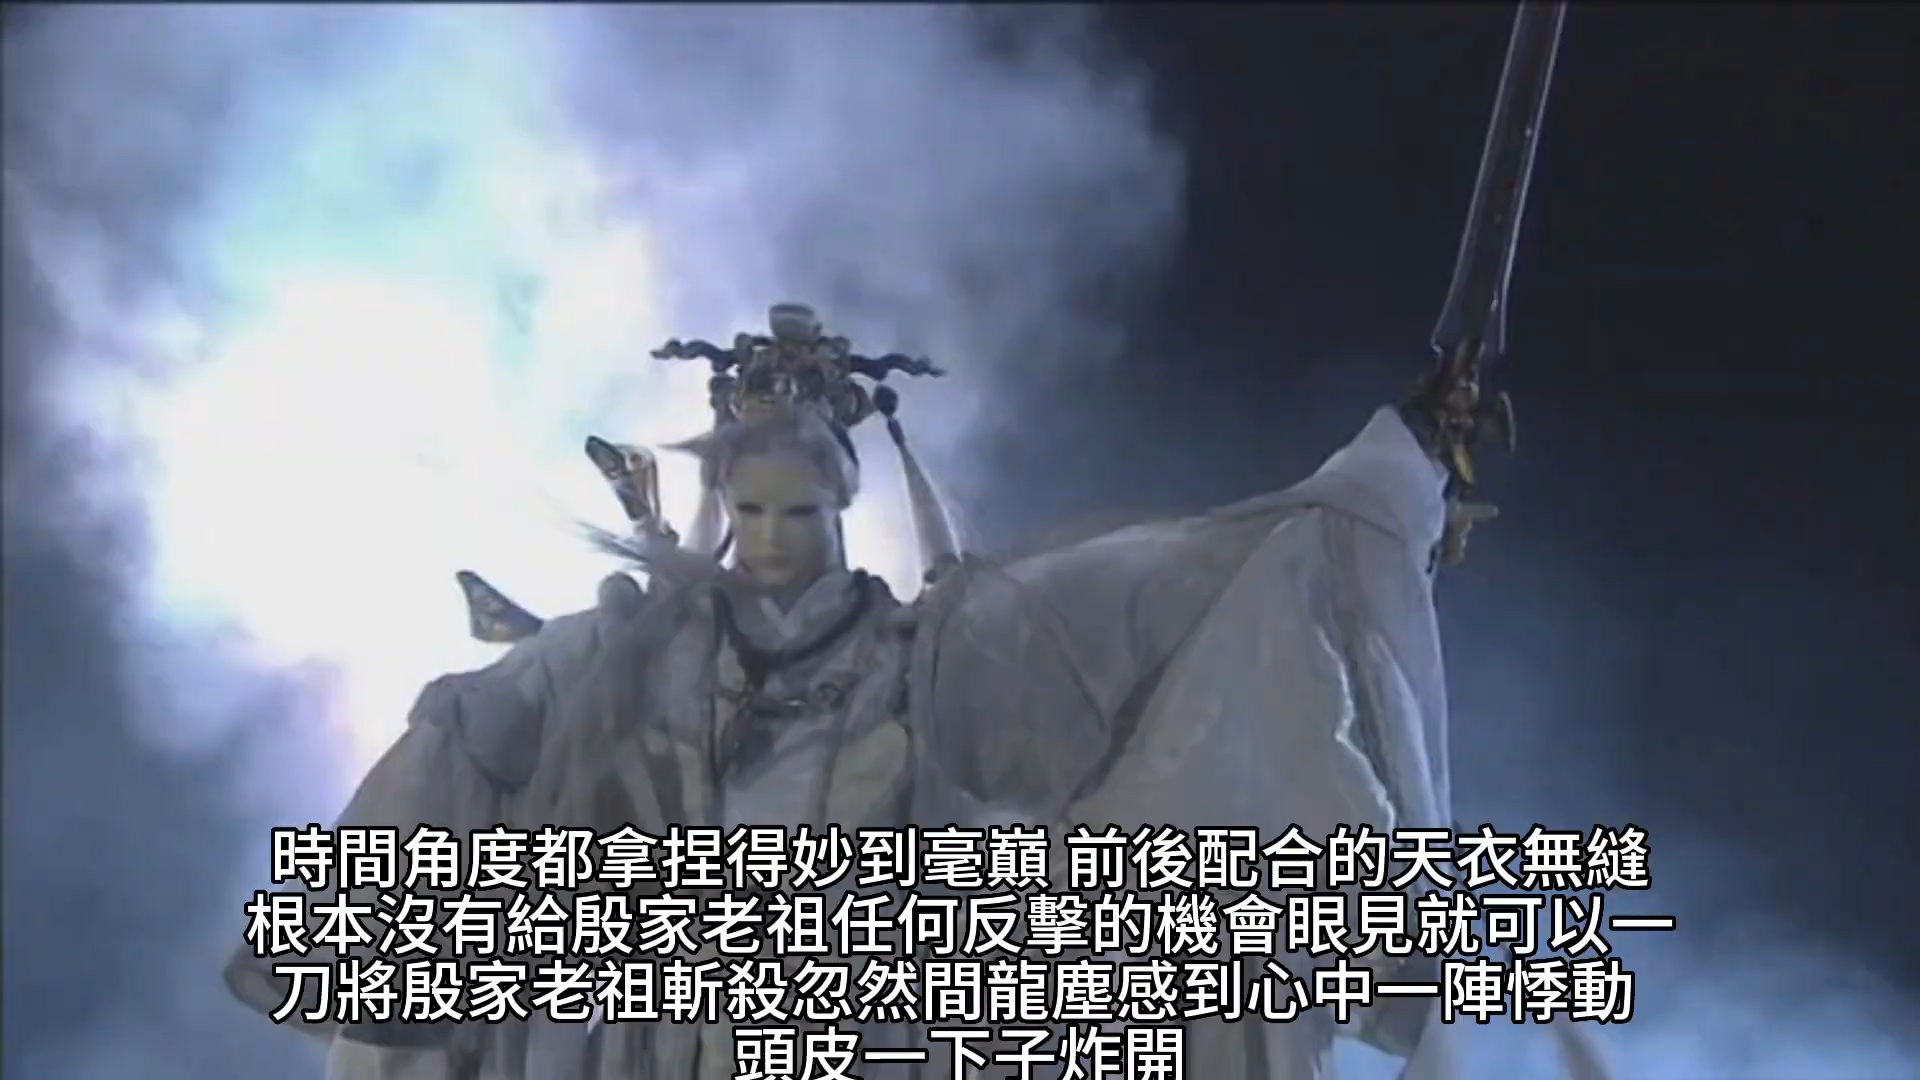 時間角度都拿捏得妙到毫巔 前後配合的天衣無縫
根本沒有給殷家老祖任何反擊的機會眼見就可以一
刀將殷家老祖斬殺忽然間龍塵感到心中一陣悸動
頭皮一下子炸開